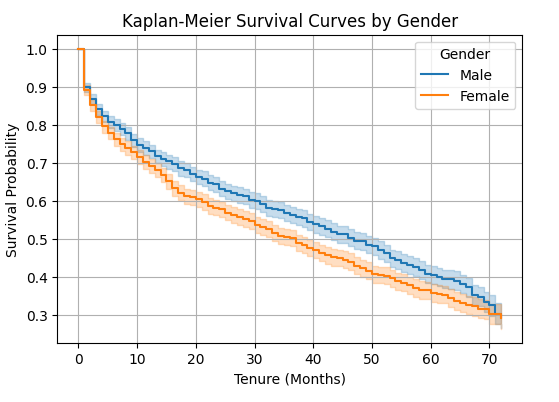 Kaplan-Meier Survival Curves by Gender
Gender
Male
Female
Survival Probability
1.0
0.9
0.8
0.7
0.6
0.5
0.4
0.3
0 10 20 30 40 50 60 70
Tenure (Months)